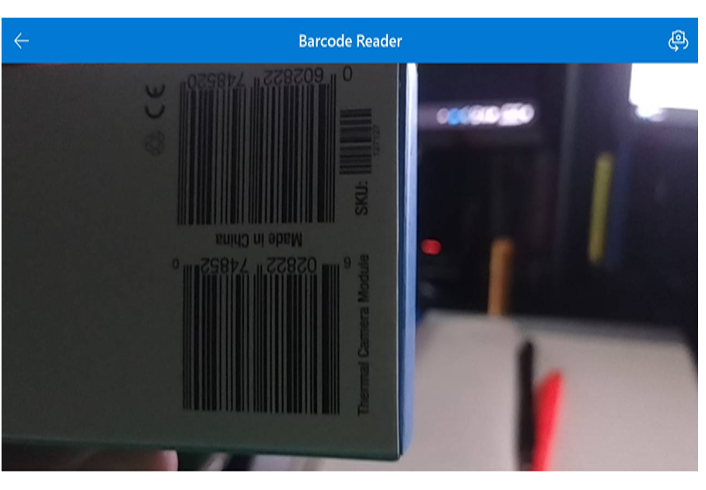 Barcode Reader
CE
0 602822 748520
SKU:
Made in China
6 02822 74852 0
Thermal Camera Module